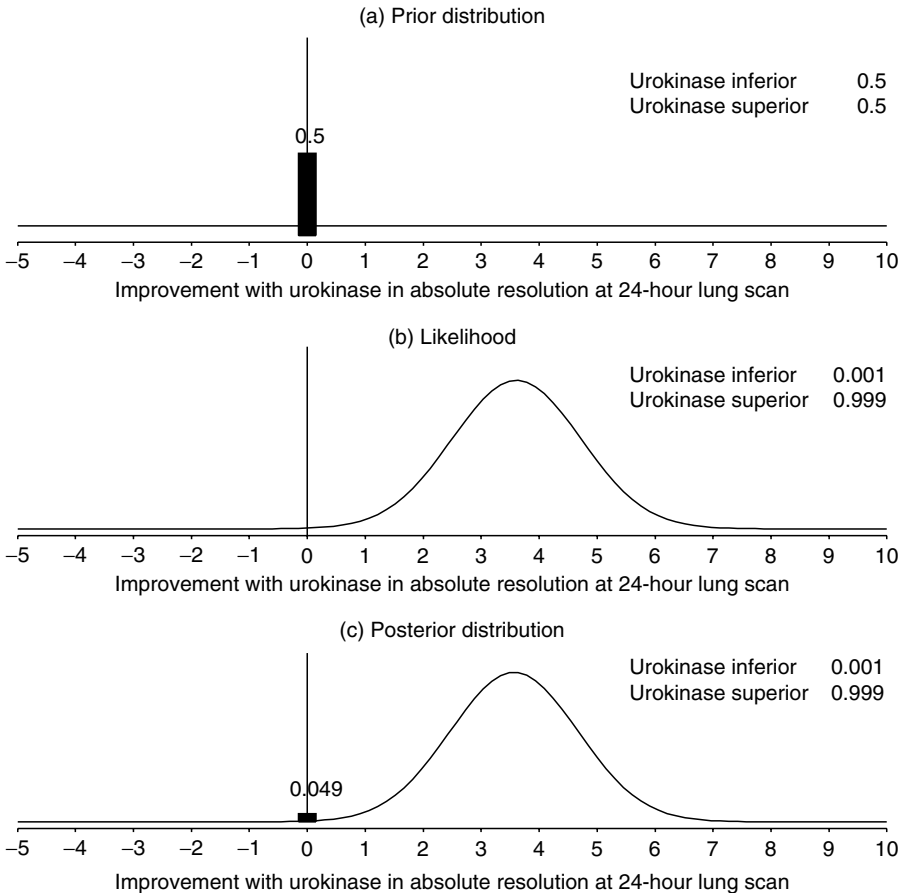 (a) Prior distribution
Urokinase inferior 0.5
Urokinase superior 0.5
0.5
−5 −4 −3 −2 −1 0 1 2 3 4 5 6 7 8 9 10
Improvement with urokinase in absolute resolution at 24-hour lung scan
(b) Likelihood
Urokinase inferior 0.001
Urokinase superior 0.999
−5 −4 −3 −2 −1 0 1 2 3 4 5 6 7 8 9 10
Improvement with urokinase in absolute resolution at 24-hour lung scan
(c) Posterior distribution
Urokinase inferior 0.001
Urokinase superior 0.999
0.049
−5 −4 −3 −2 −1 0 1 2 3 4 5 6 7 8 9 10
Improvement with urokinase in absolute resolution at 24-hour lung scan